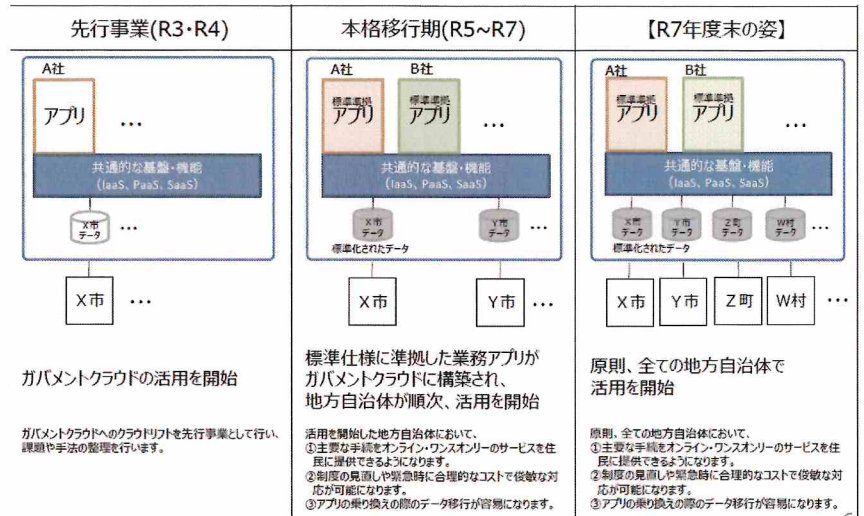 先行事業(R3・R4)
A社
アプリ
…
共通的な基盤・機能
(IaaS、PaaS、SaaS)
X市
データ
…
X市
…
ガバメントクラウドの活用を開始
ガバメントクラウドへのクラウドリフトを先行事業として行い、
課題や手法の整理を行います。
本格移行期(R5~R7)
A社 B社
標準準拠
アプリ
標準準拠
アプリ
…
共通的な基盤・機能
(IaaS、PaaS、SaaS)
X市
データ
Y市
データ
…
標準化されたデータ
X市 Y市 …
標準仕様に準拠した業務アプリが
ガバメントクラウドに構築され、
地方自治体が順次、活用を開始
活用を開始した地方自治体において、
①主要な手続をオンライン・ワンスオンリーのサービスを住
民に提供できるようになります。
②制度の見直しや緊急時に合理的なコストで俊敏な対
応が可能になります。
③アプリの乗り換えの際のデータ移行が容易になります。
【R7年度末の姿】
A社 B社
標準準拠
アプリ
標準準拠
アプリ
…
共通的な基盤・機能
(IaaS、PaaS、SaaS)
X市
データ
Y市
データ
Z町
データ
W村
データ
…
標準化されたデータ
X市 Y市 Z町 W村 …
原則、全ての地方自治体で
活用を開始
原則、全ての地方自治体において、
①主要な手続をオンライン・ワンスオンリーのサービスを住
民に提供できるようになります。
②制度の見直しや緊急時に合理的なコストで俊敏な対
応が可能になります。
③アプリの乗り換えの際のデータ移行が容易になります。